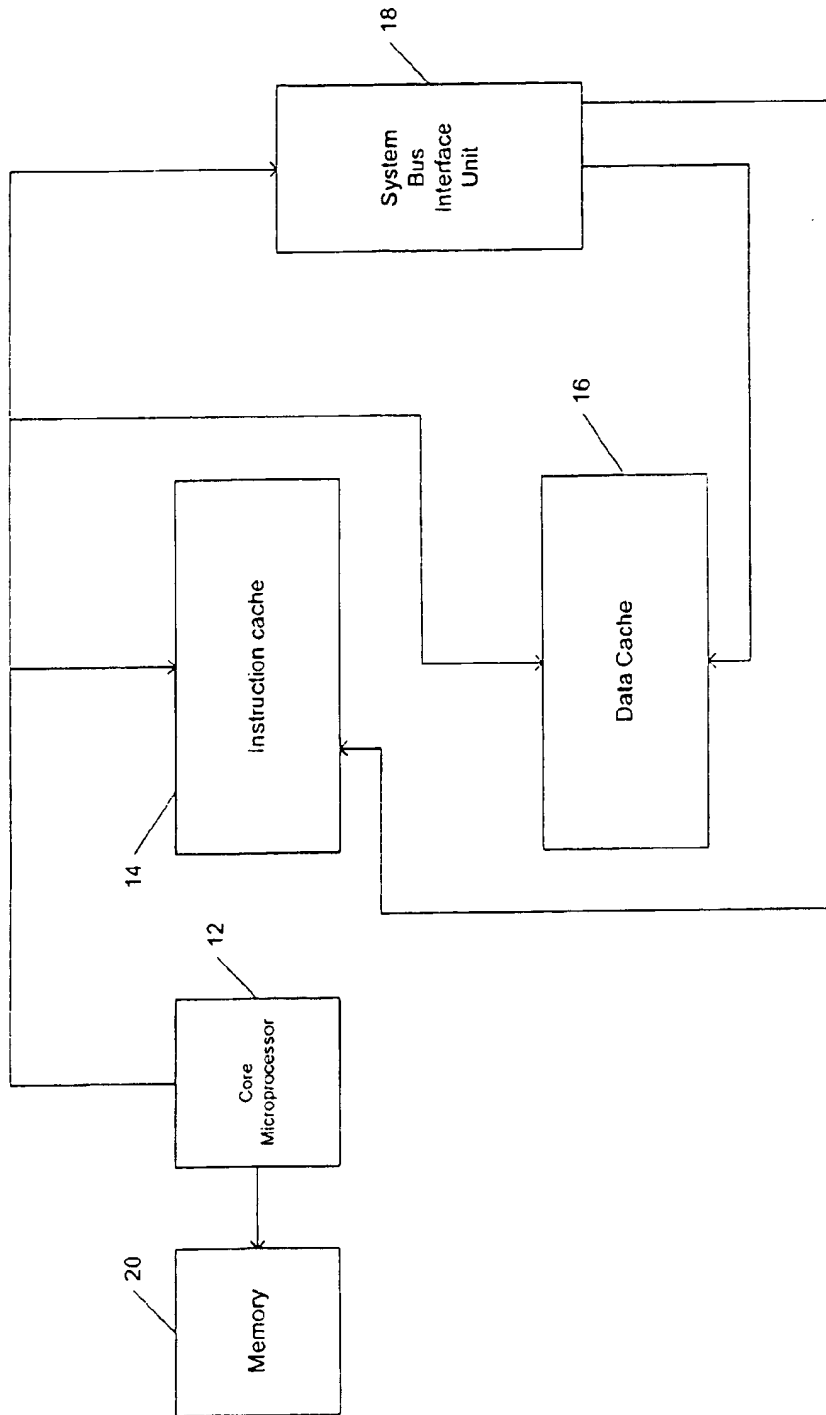 20
Memory
12
Core
Microprocessor
14
Instruction cache
16
Data Cache
18
System
Bus
Interface
Unit